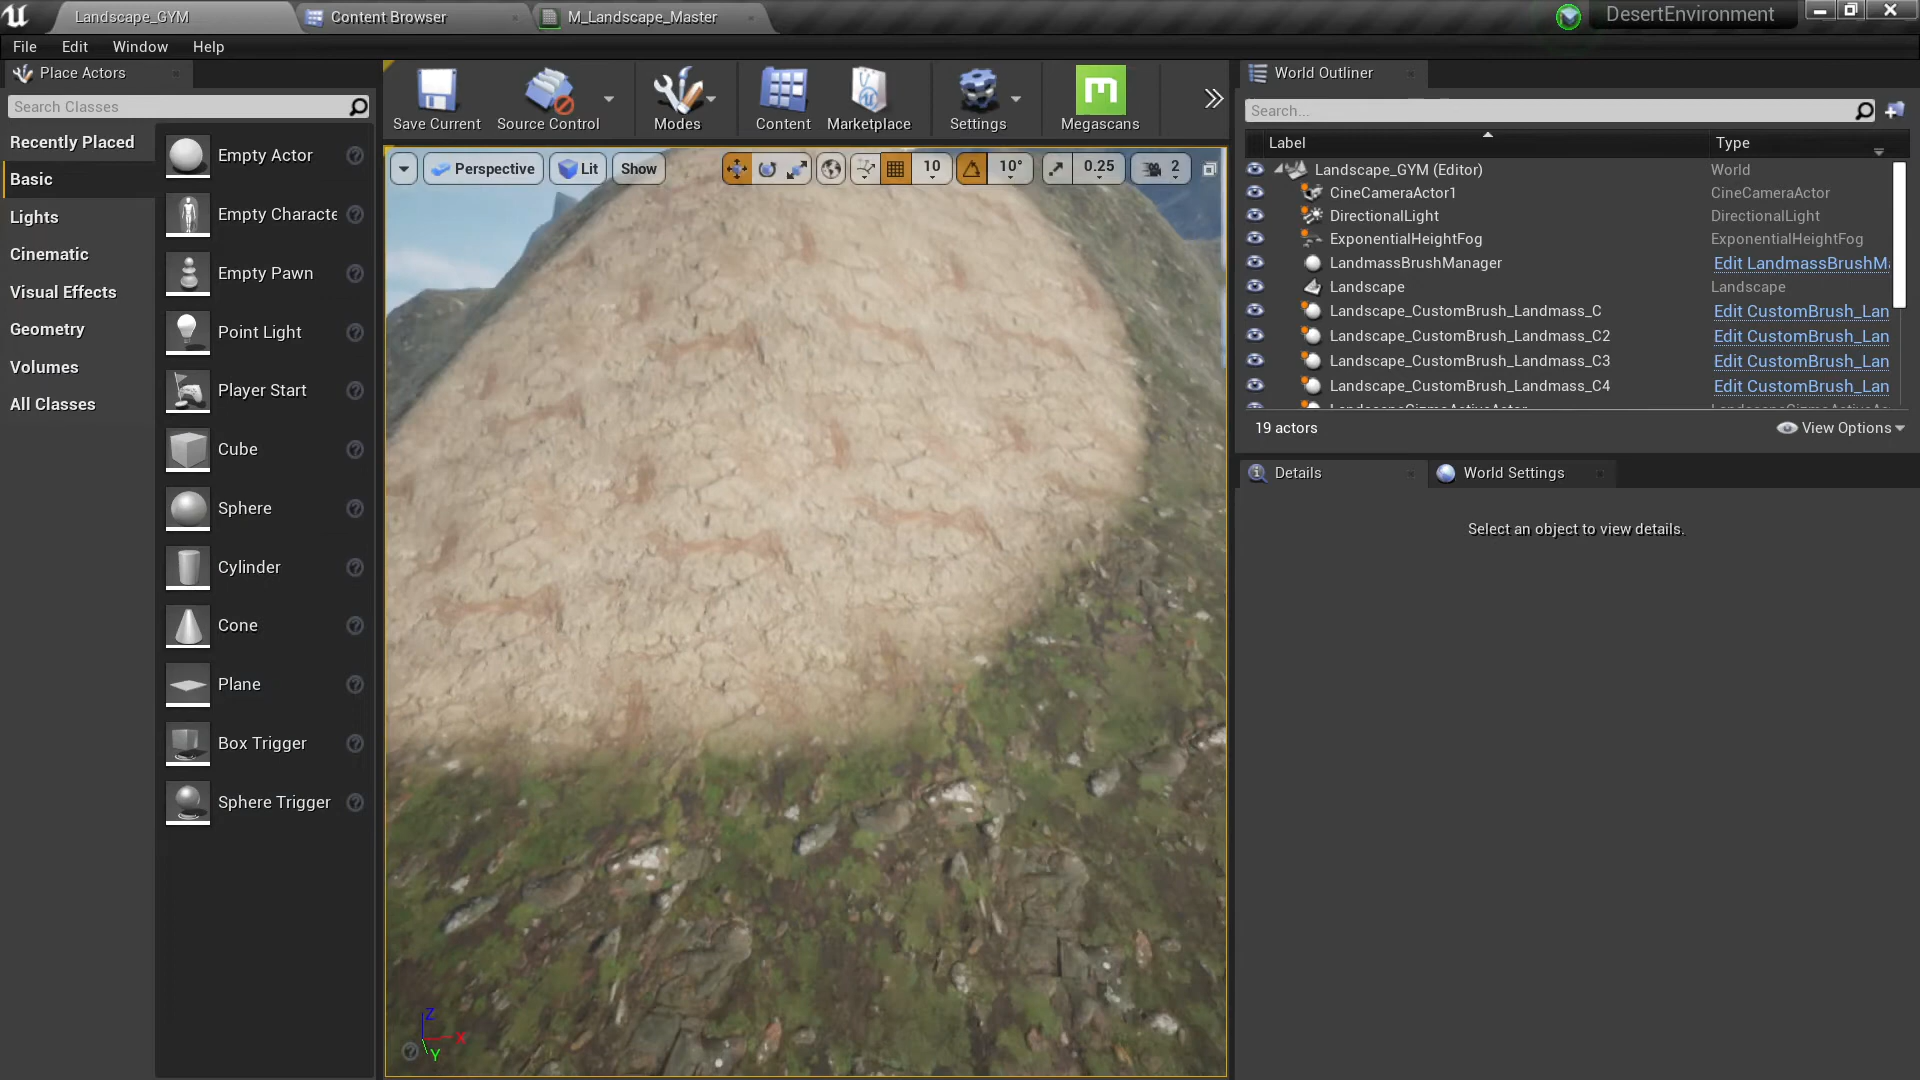 Landscape_GYM
Content Browser
M_Landscape_Master
DesertEnvironment
File Edit Window Help
Place Actors
Search Classes
Recently Placed
Basic
Lights
Cinematic
Visual Effects
Geometry
Volumes
All Classes
Empty Actor
Empty Characte
Empty Pawn
Point Light
Player Start
Cube
Sphere
Cylinder
Cone
Plane
Box Trigger
Sphere Trigger
Save Current
Source Control
Modes
Content
Marketplace
Settings
Megascans
Perspective
Lit
Show
10
10°
0.25
2
Z
X
Y
World Outliner
Search...
Label Type
Landscape_GYM (Editor) World
CineCameraActor1 CineCameraActor
DirectionalLight DirectionalLight
ExponentialHeightFog ExponentialHeightFog
LandmassBrushManager Edit LandmassBrushM
Landscape Landscape
Landscape_CustomBrush_Landmass_C Edit CustomBrush_Lan
Landscape_CustomBrush_Landmass_C2 Edit CustomBrush_Lan
Landscape_CustomBrush_Landmass_C3 Edit CustomBrush_Lan
Landscape_CustomBrush_Landmass_C4 Edit CustomBrush_Lan
19 actors
View Options
Details
World Settings
Select an object to view details.